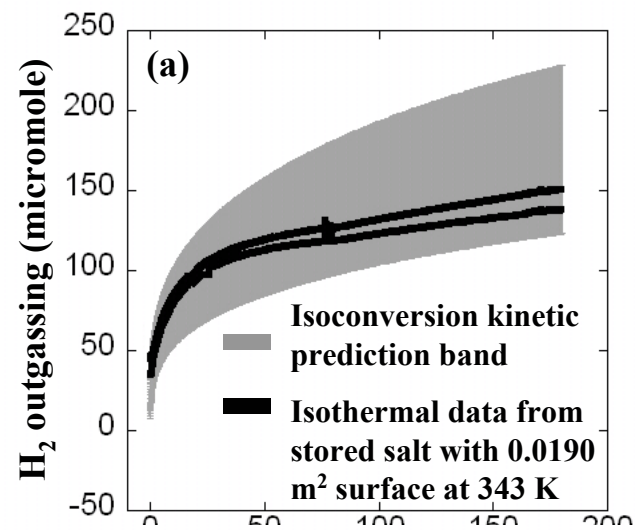 250
(a)
200
150
100
50
0
-50
H₂ outgassing (micromole)
Isoconversion kinetic
prediction band
Isothermal data from
stored salt with 0.0190
m² surface at 343 K
0 50 100 150 200